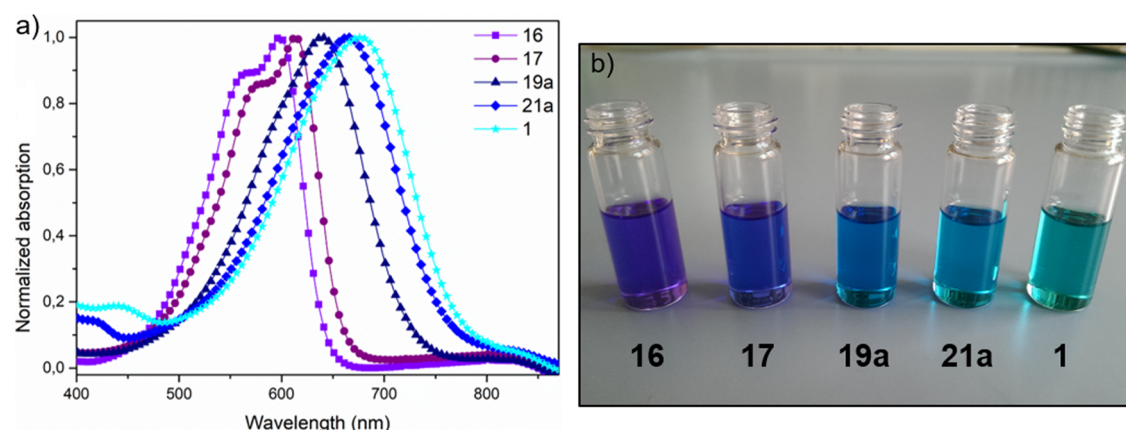 a)
1,0
0,8
0,6
0,4
0,2
0,0
Normalized absorption
400
500
600
700
800
Wavelength (nm)
16
17
19a
21a
1
b)
16
17
19a
21a
1